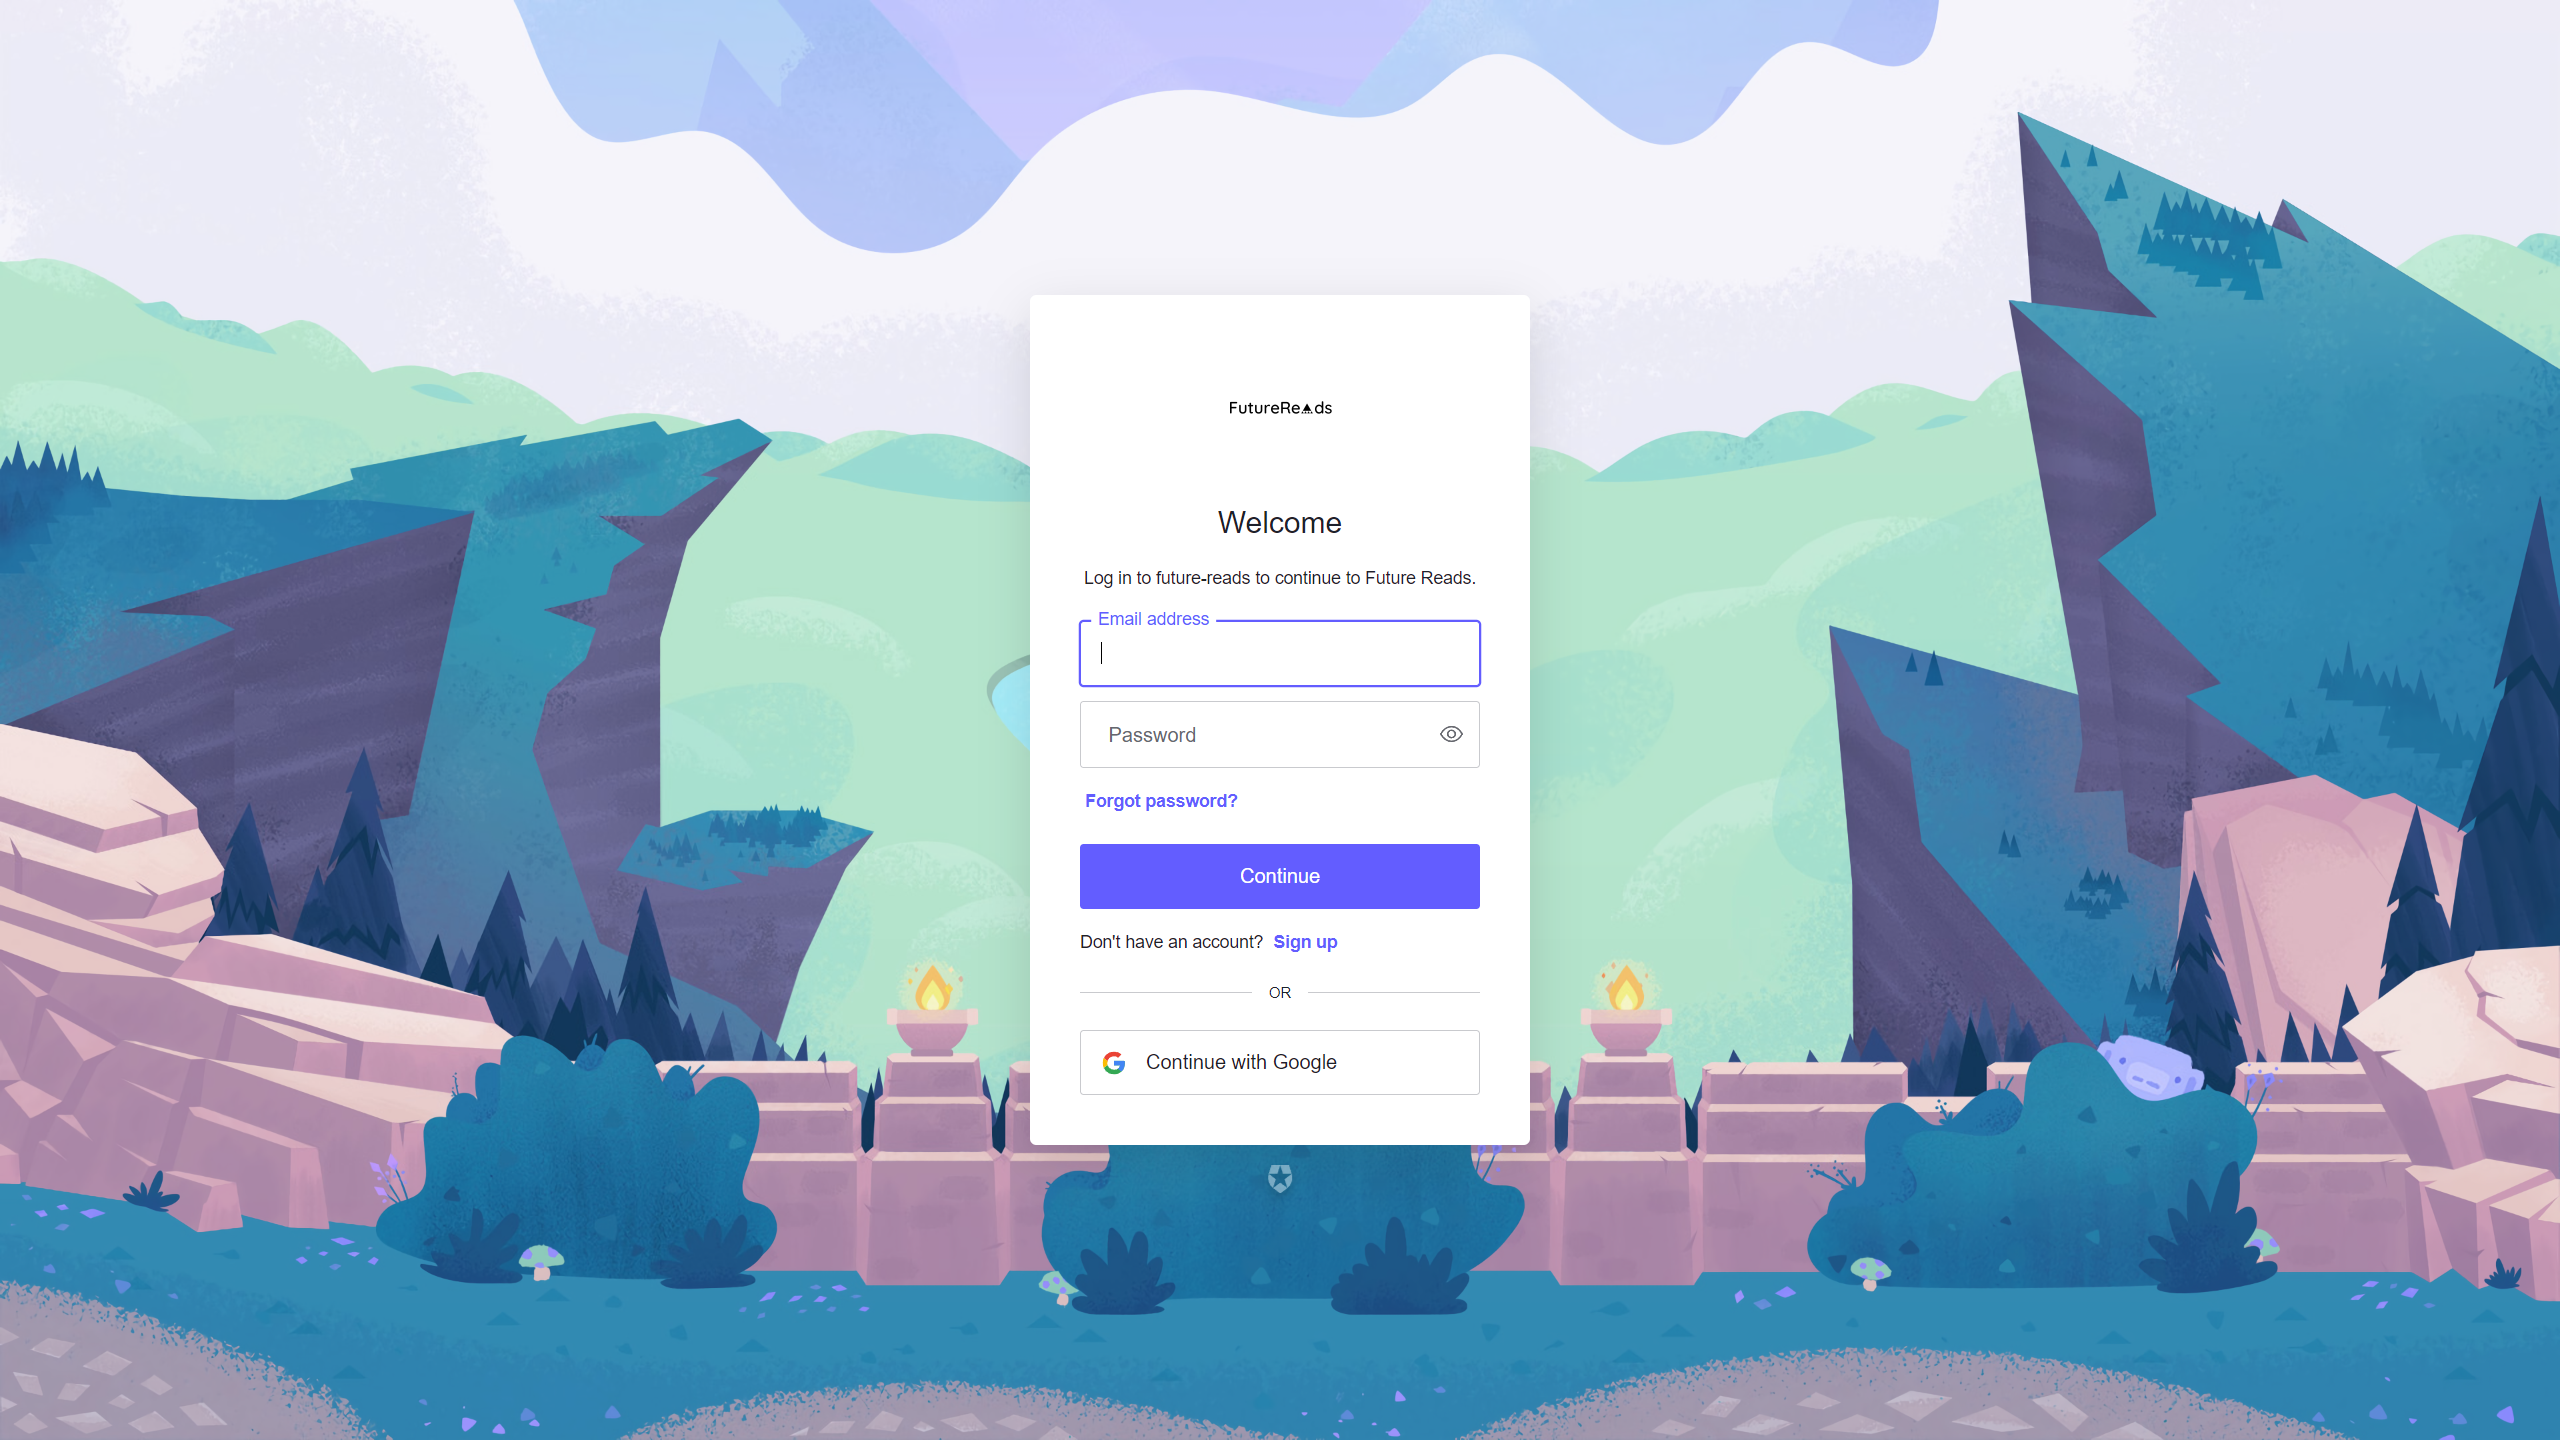 FutureReads
Welcome
Log in to future-reads to continue to Future Reads.
Email address
Password
Forgot password?
Continue
Don't have an account? Sign up
OR
Continue with Google